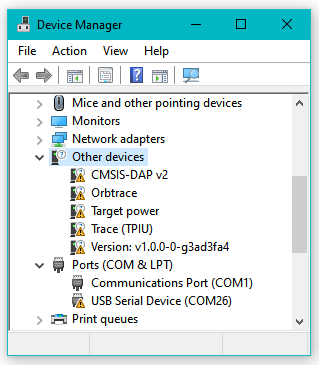 Device Manager
File Action View Help
Mice and other pointing devices
Monitors
Network adapters
Other devices
CMSIS-DAP v2
Orbtrace
Target power
Trace (TPIU)
Version: v1.0.0-0-g3ad3fa4
Ports (COM & LPT)
Communications Port (COM1)
USB Serial Device (COM26)
Print queues